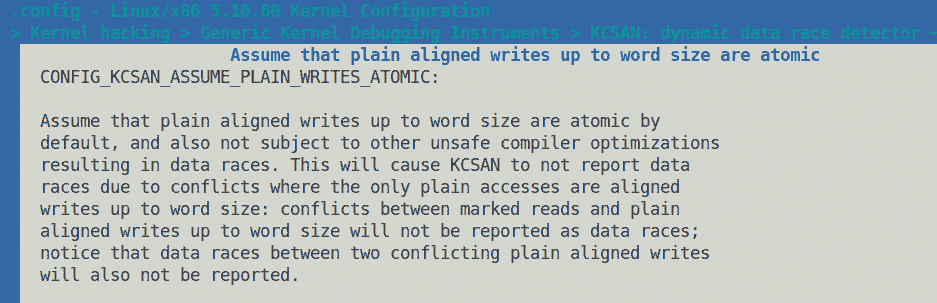 .config - Linux/x86 5.10.60 Kernel Configuration
> Kernel hacking > Generic Kernel Debugging Instruments > KCSAN: dynamic data race detector
Assume that plain aligned writes up to word size are atomic
CONFIG_KCSAN_ASSUME_PLAIN_WRITES_ATOMIC:
Assume that plain aligned writes up to word size are atomic by
default, and also not subject to other unsafe compiler optimizations
resulting in data races. This will cause KCSAN to not report data
races due to conflicts where the only plain accesses are aligned
writes up to word size: conflicts between marked reads and plain
aligned writes up to word size will not be reported as data races;
notice that data races between two conflicting plain aligned writes
will also not be reported.